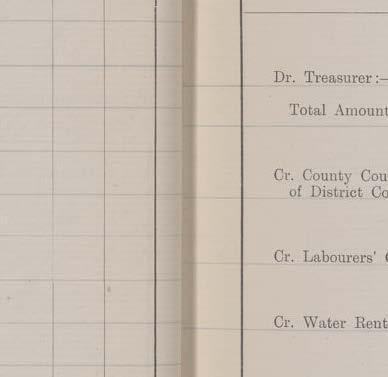 Dr. Treasurer :—
Total Amount
Cr. County Cou
of District Co
Cr. Labourers'
Cr. Water Rent